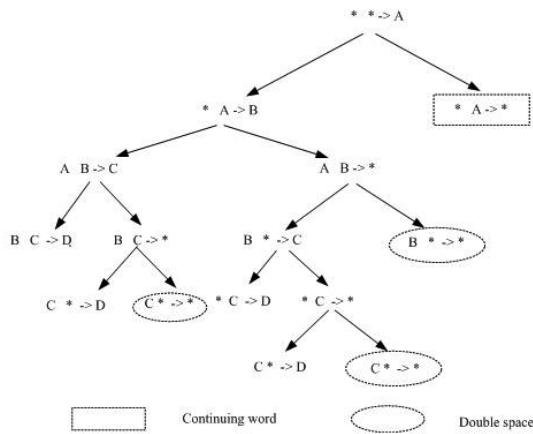 * * -> A
* A -> B
* A -> *
A B -> C
A B -> *
B C -> D
B C -> *
B * -> C
B * -> *
C * -> D
C * -> *
* C -> D
* C -> *
C * -> D
C * -> *
Continuing word
Double space